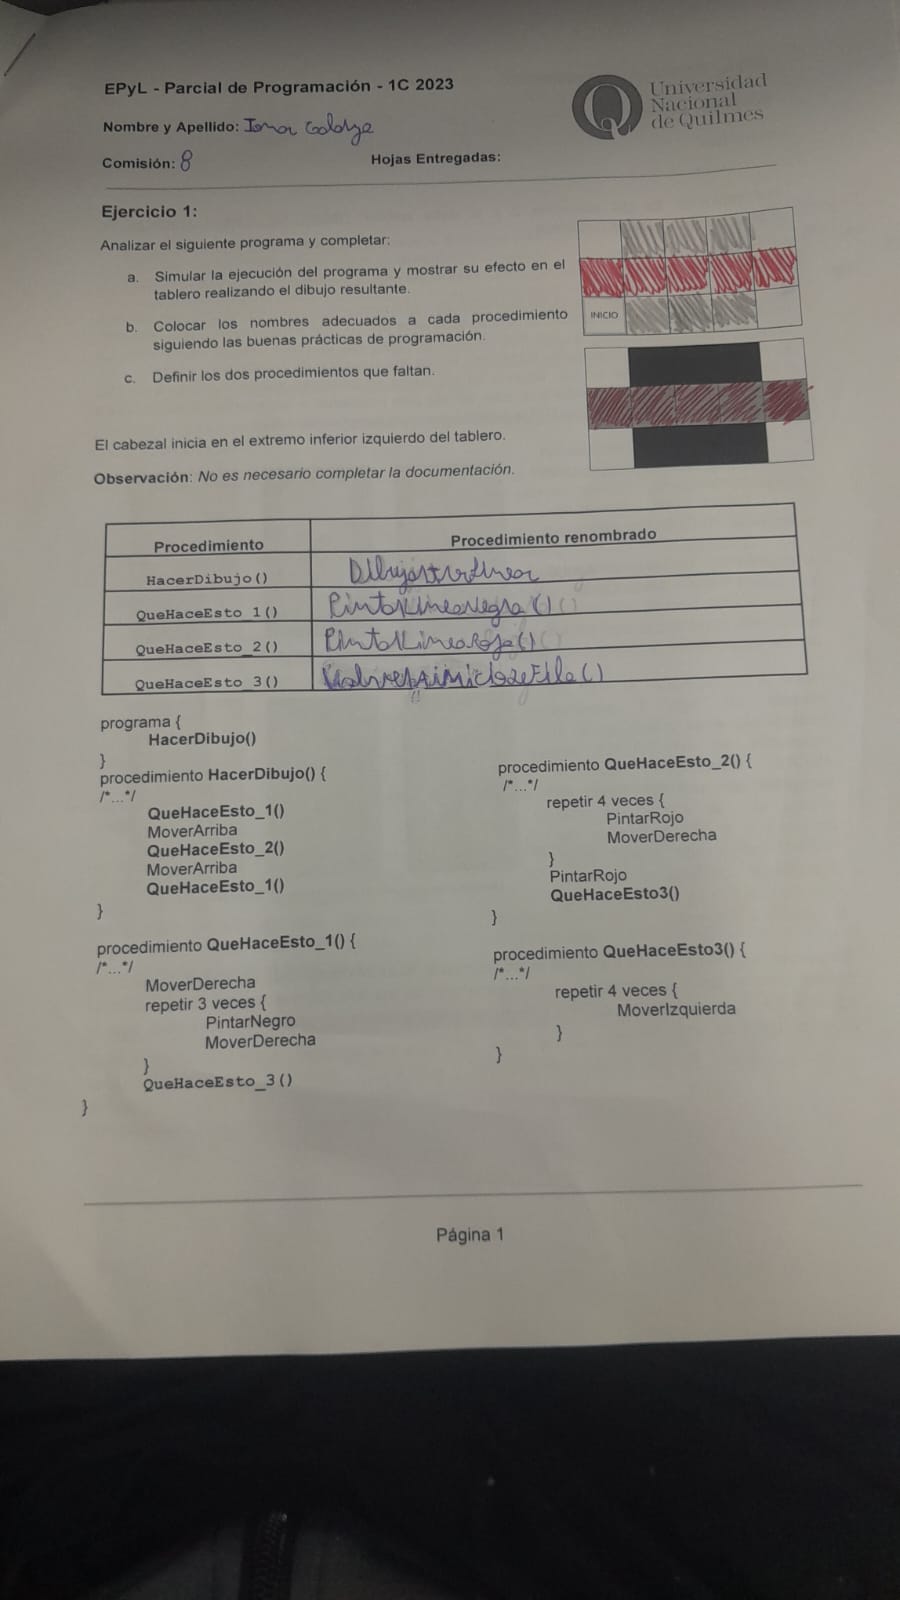 EPyL - Parcial de Programación - 1C 2023
Universidad
Nacional
de Quilmes
Nombre y Apellido:
Comisión: 8
Hojas Entregadas:
Ejercicio 1:
Analizar el siguiente programa y completar:
a. Simular la ejecución del programa y mostrar su efecto en el
tablero realizando el dibujo resultante.
b. Colocar los nombres adecuados a cada procedimiento
siguiendo las buenas prácticas de programación.
c. Definir los dos procedimientos que faltan.
INICIO
El cabezal inicia en el extremo inferior izquierdo del tablero.
Observación: No es necesario completar la documentación.
Procedimiento Procedimiento renombrado
HacerDibujo()
QueHaceEsto_1() PintarLineaNegra()
QueHaceEsto_2() PintarLineaRoja()
QueHaceEsto_3() VolverAinicioDeFila()
programa {
HacerDibujo()
}
procedimiento HacerDibujo() {
/*...*/
QueHaceEsto_1()
MoverArriba
QueHaceEsto_2()
MoverArriba
QueHaceEsto_1()
}
procedimiento QueHaceEsto_1() {
/*...*/
MoverDerecha
repetir 3 veces {
PintarNegro
MoverDerecha
}
QueHaceEsto_3()
}
procedimiento QueHaceEsto_2() {
/*...*/
repetir 4 veces {
PintarRojo
MoverDerecha
}
PintarRojo
QueHaceEsto3()
}
procedimiento QueHaceEsto3() {
/*...*/
repetir 4 veces {
MoverIzquierda
}
}
Página 1